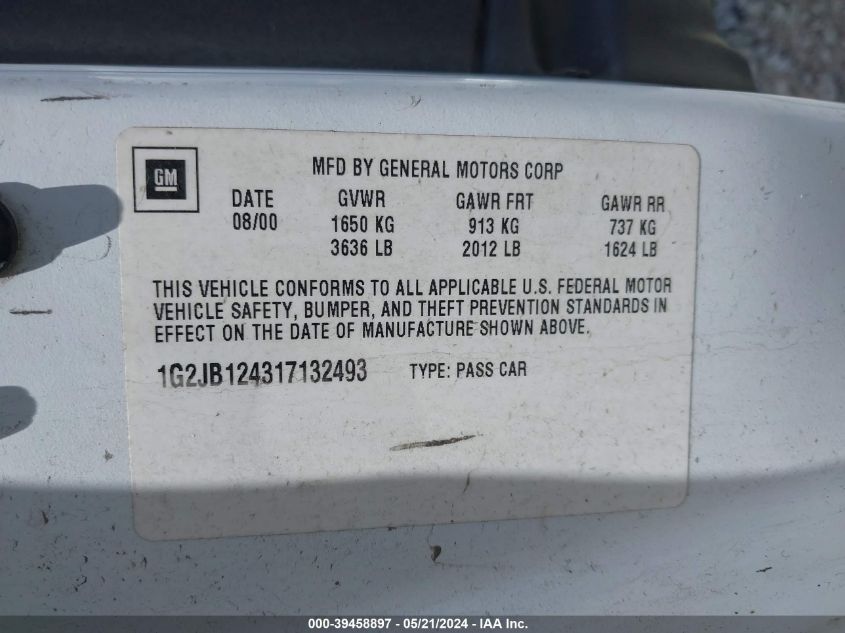 GM
MFD BY GENERAL MOTORS CORP
DATE GVWR GAWR FRT GAWR RR
08/00 1650 KG 913 KG 737 KG
3636 LB 2012 LB 1624 LB
THIS VEHICLE CONFORMS TO ALL APPLICABLE U.S. FEDERAL MOTOR
VEHICLE SAFETY, BUMPER, AND THEFT PREVENTION STANDARDS IN
EFFECT ON THE DATE OF MANUFACTURE SHOWN ABOVE.
1G2JB124317132493 TYPE: PASS CAR
000-39458897 - 05/21/2024 - IAA Inc.